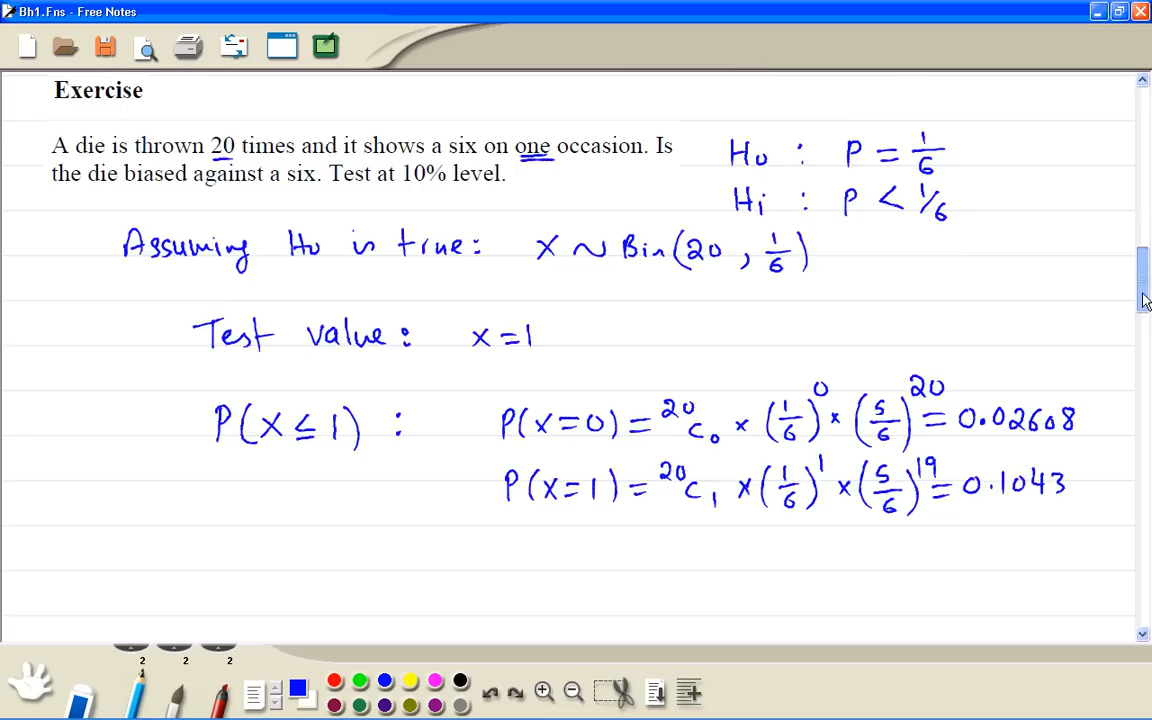 Bh1.Fns - Free Notes
Exercise
A die is thrown 20 times and it shows a six on one occasion. Is
the die biased against a six. Test at 10% level.
H₀ : P = 1/6
H₁ : P < 1/6
Assuming H₀ is true: X ~ Bin(20, 1/6)
Test value: x = 1
P(X ≤ 1) : P(X=0) = ²⁰C₀ × (1/6)⁰ × (5/6)²⁰ = 0.02608
P(X=1) = ²⁰C₁ × (1/6)¹ × (5/6)¹⁹ = 0.1043
2 2 2